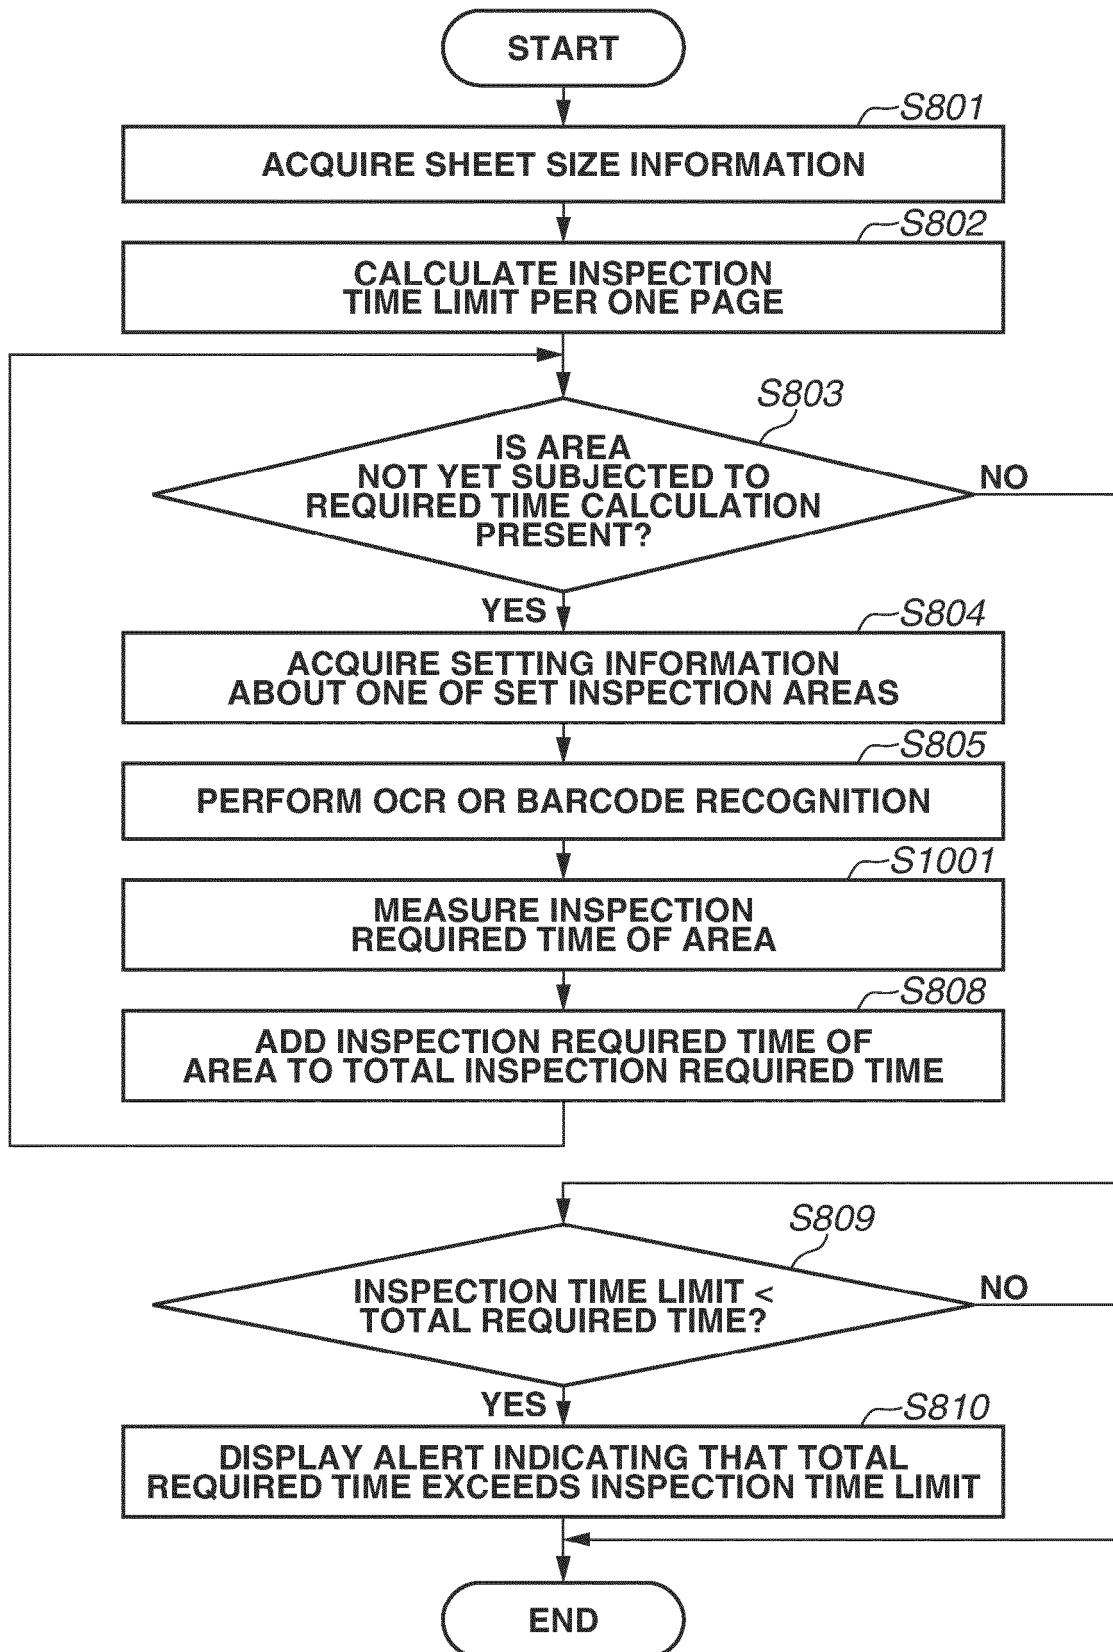 START
S801
ACQUIRE SHEET SIZE INFORMATION
S802
CALCULATE INSPECTION
TIME LIMIT PER ONE PAGE
S803
IS AREA
NOT YET SUBJECTED TO
REQUIRED TIME CALCULATION
PRESENT?
NO
YES
S804
ACQUIRE SETTING INFORMATION
ABOUT ONE OF SET INSPECTION AREAS
S805
PERFORM OCR OR BARCODE RECOGNITION
S1001
MEASURE INSPECTION
REQUIRED TIME OF AREA
S808
ADD INSPECTION REQUIRED TIME OF
AREA TO TOTAL INSPECTION REQUIRED TIME
S809
INSPECTION TIME LIMIT <
TOTAL REQUIRED TIME?
NO
YES
S810
DISPLAY ALERT INDICATING THAT TOTAL
REQUIRED TIME EXCEEDS INSPECTION TIME LIMIT
END